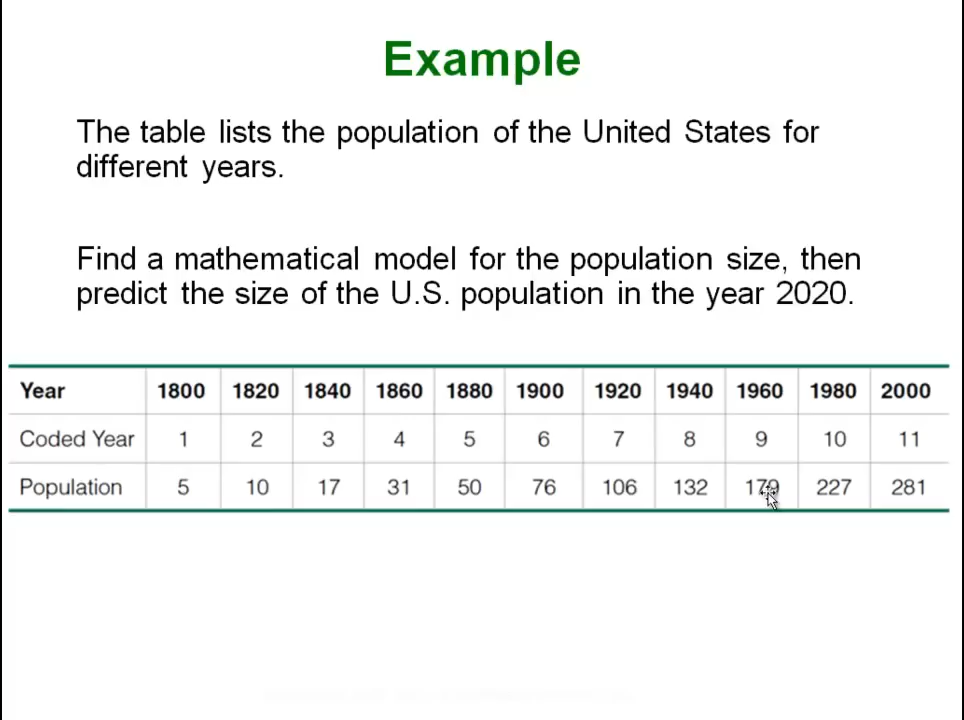 Example
The table lists the population of the United States for
different years.
Find a mathematical model for the population size, then
predict the size of the U.S. population in the year 2020.
Year 1800 1820 1840 1860 1880 1900 1920 1940 1960 1980 2000
Coded Year 1 2 3 4 5 6 7 8 9 10 11
Population 5 10 17 31 50 76 106 132 179 227 281